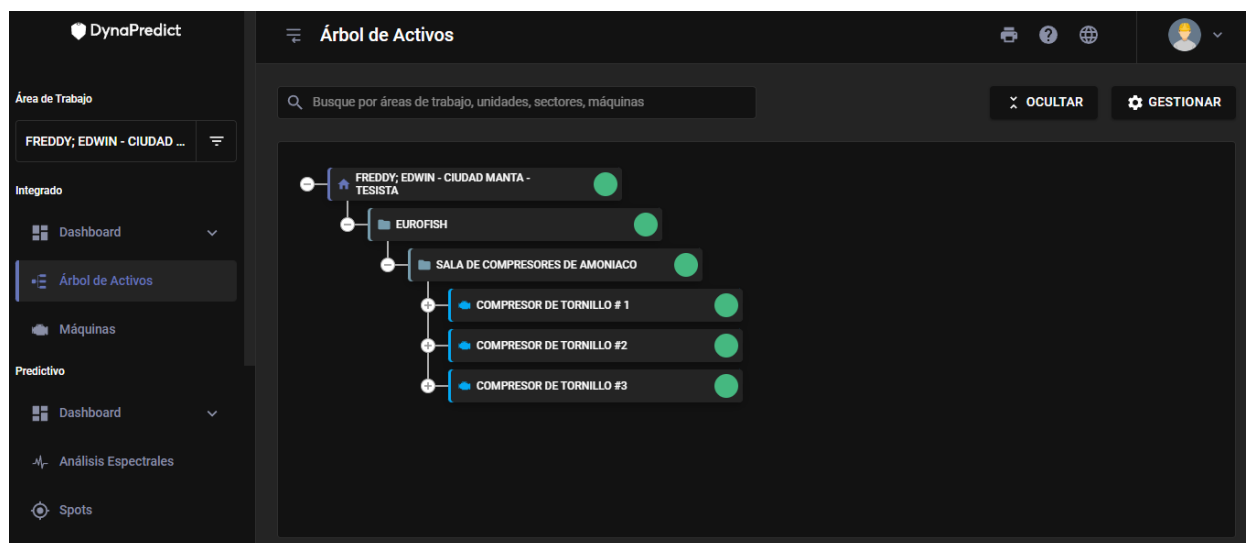 DynaPredict
Árbol de Activos
Área de Trabajo
FREDDY; EDWIN - CIUDAD ...
Integrado
Dashboard
Árbol de Activos
Máquinas
Predictivo
Dashboard
Análisis Espectrales
Spots
Busque por áreas de trabajo, unidades, sectores, máquinas
OCULTAR
GESTIONAR
FREDDY; EDWIN - CIUDAD MANTA -
TESISTA
EUROFISH
SALA DE COMPRESORES DE AMONIACO
COMPRESOR DE TORNILLO # 1
COMPRESOR DE TORNILLO #2
COMPRESOR DE TORNILLO #3